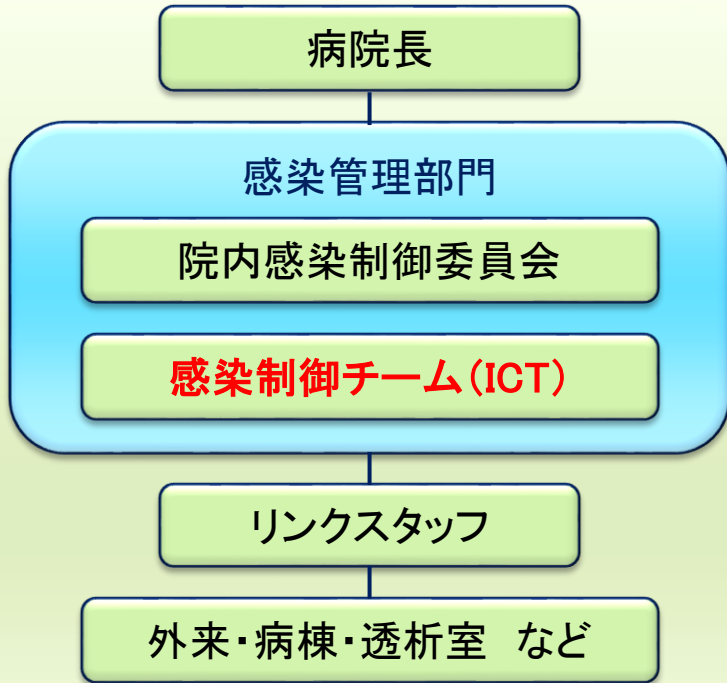 病院長
感染管理部門
院内感染制御委員会
感染制御チーム(ICT)
リンクスタッフ
外来・病棟・透析室　など